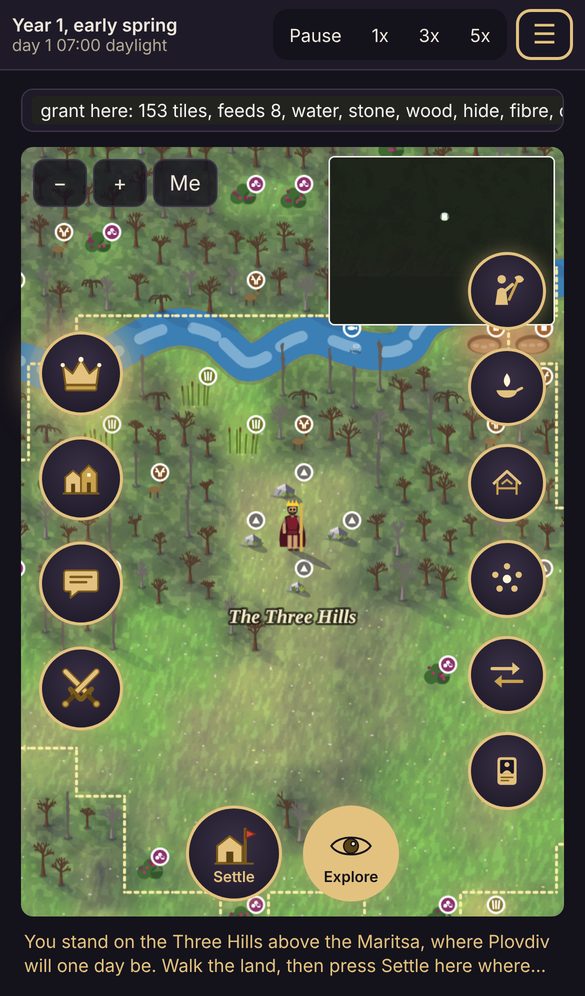 Year 1, early spring
day 1 07:00 daylight
Pause 1x 3x 5x
grant here: 153 tiles, feeds 8, water, stone, wood, hide, fibre,
− + Me
The Three Hills
Settle
Explore
You stand on the Three Hills above the Maritsa, where Plovdiv
will one day be. Walk the land, then press Settle here where...